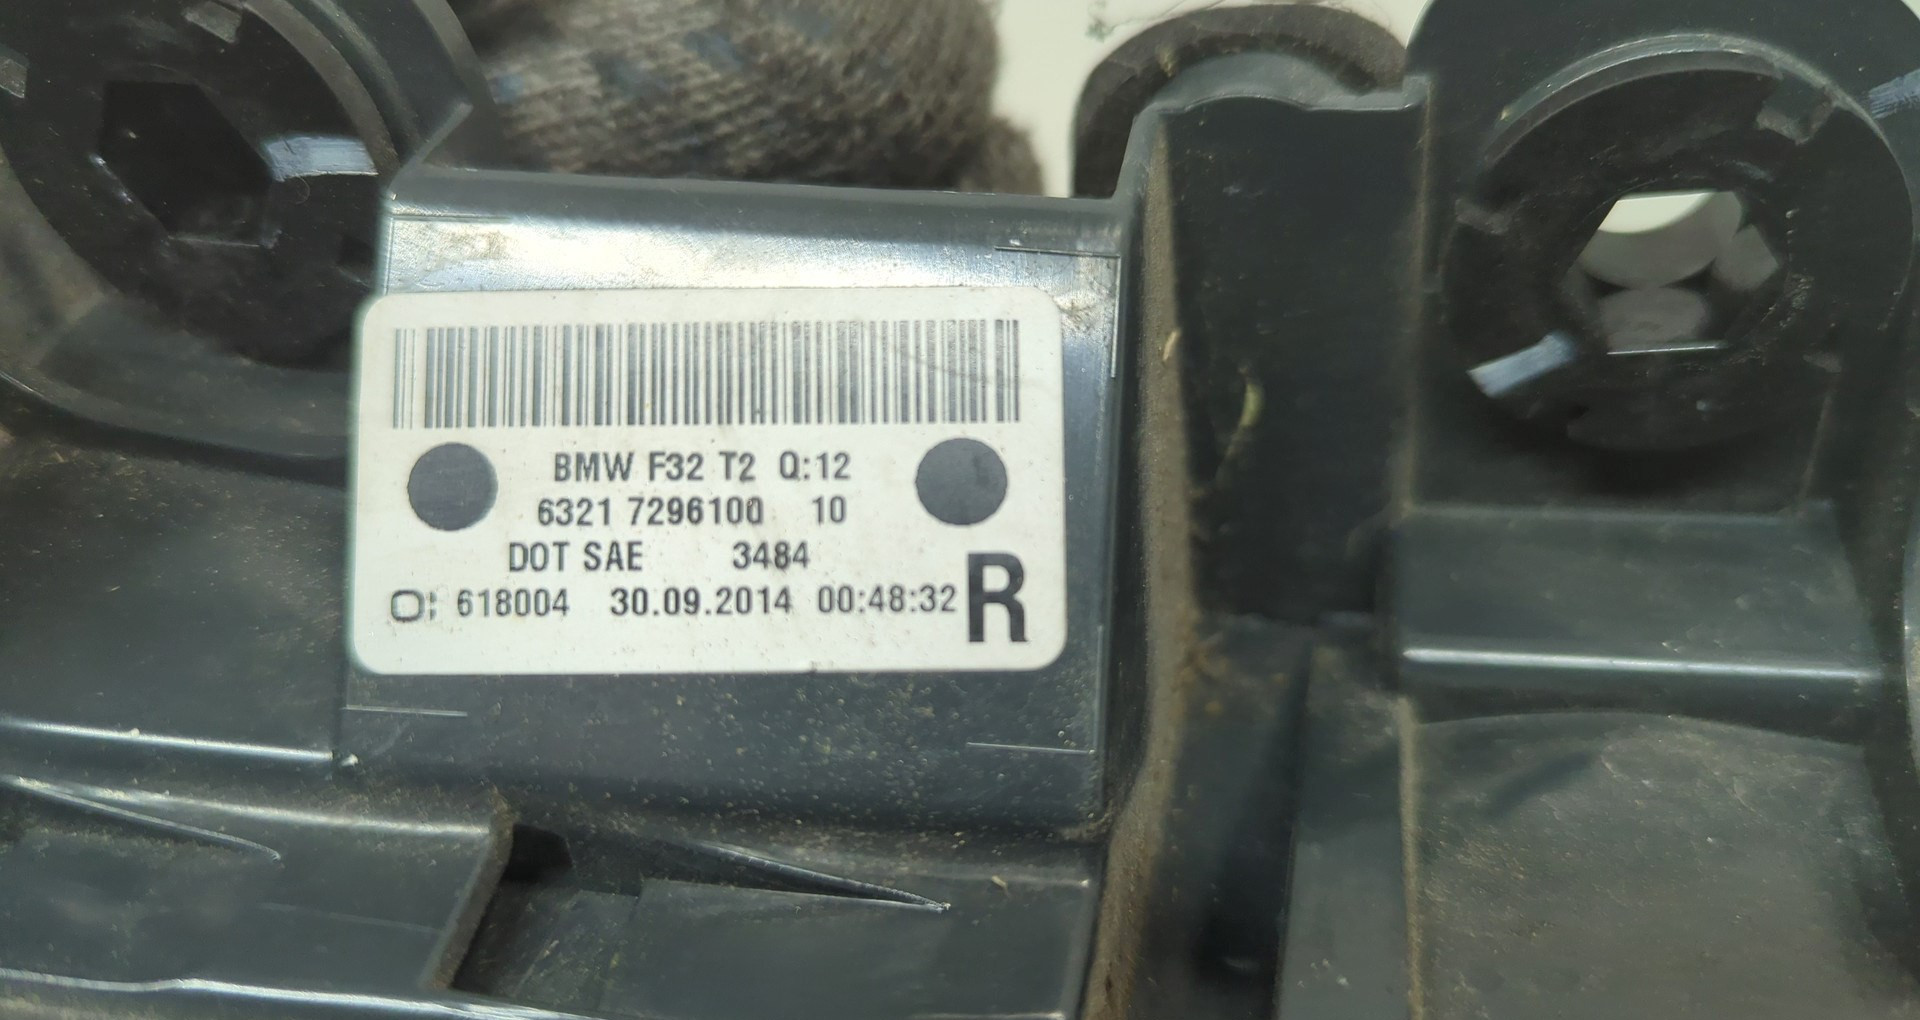 BMW F32 T2 Q:12
6321 7296100 10
DOT SAE 3484
O: 618004 30.09.2014 00:48:32 R